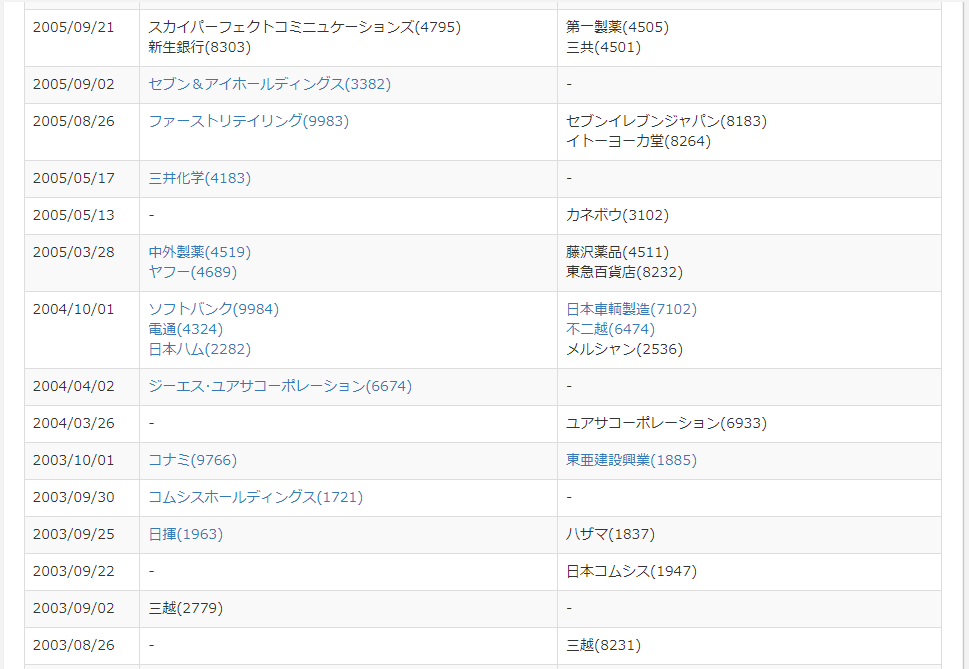 2005/09/21 スカイパーフェクトコミニュケーションズ(4795) 第一製薬(4505)
新生銀行(8303) 三共(4501)
2005/09/02 セブン＆アイホールディングス(3382) -
2005/08/26 ファーストリテイリング(9983) セブンイレブンジャパン(8183)
イトーヨーカ堂(8264)
2005/05/17 三井化学(4183) -
2005/05/13 - カネボウ(3102)
2005/03/28 中外製薬(4519) 藤沢薬品(4511)
ヤフー(4689) 東急百貨店(8232)
2004/10/01 ソフトバンク(9984) 日本車輌製造(7102)
電通(4324) 不二越(6474)
日本ハム(2282) メルシャン(2536)
2004/04/02 ジーエス･ユアサコーポレーション(6674) -
2004/03/26 - ユアサコーポレーション(6933)
2003/10/01 コナミ(9766) 東亜建設興業(1885)
2003/09/30 コムシスホールディングス(1721) -
2003/09/25 日揮(1963) ハザマ(1837)
2003/09/22 - 日本コムシス(1947)
2003/09/02 三越(2779) -
2003/08/26 - 三越(8231)